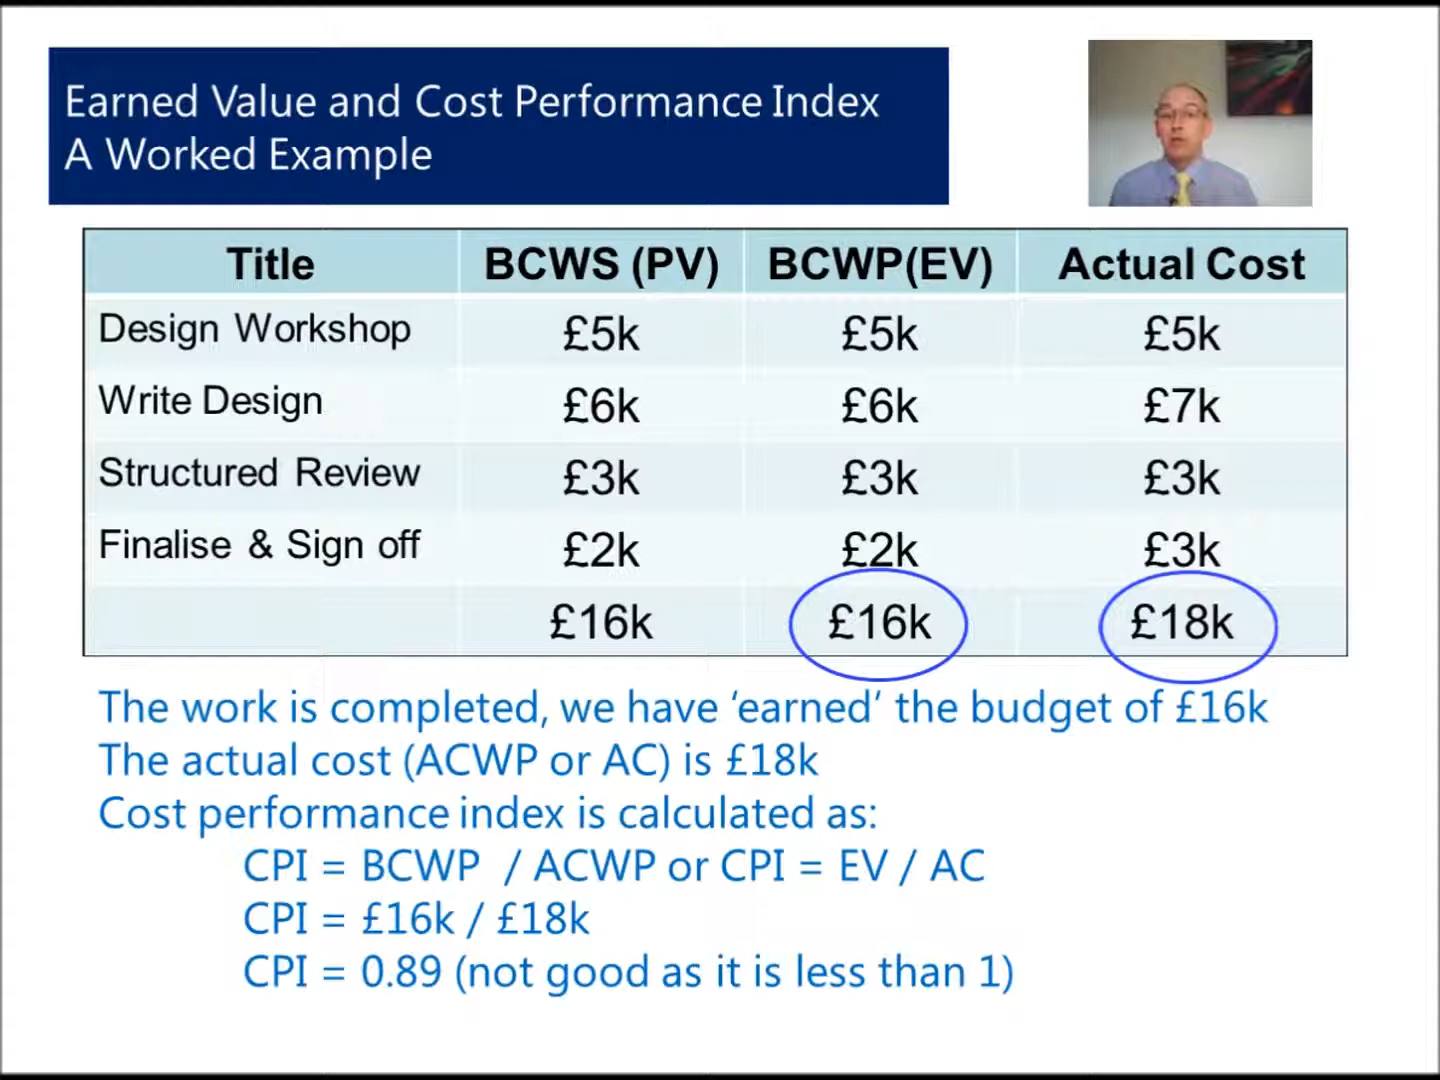 Earned Value and Cost Performance Index
A Worked Example
Title BCWS (PV) BCWP(EV) Actual Cost
Design Workshop £5k £5k £5k
Write Design £6k £6k £7k
Structured Review £3k £3k £3k
Finalise & Sign off £2k £2k £3k
£16k £16k £18k
The work is completed, we have ‘earned’ the budget of £16k
The actual cost (ACWP or AC) is £18k
Cost performance index is calculated as:
CPI = BCWP / ACWP or CPI = EV / AC
CPI = £16k / £18k
CPI = 0.89 (not good as it is less than 1)